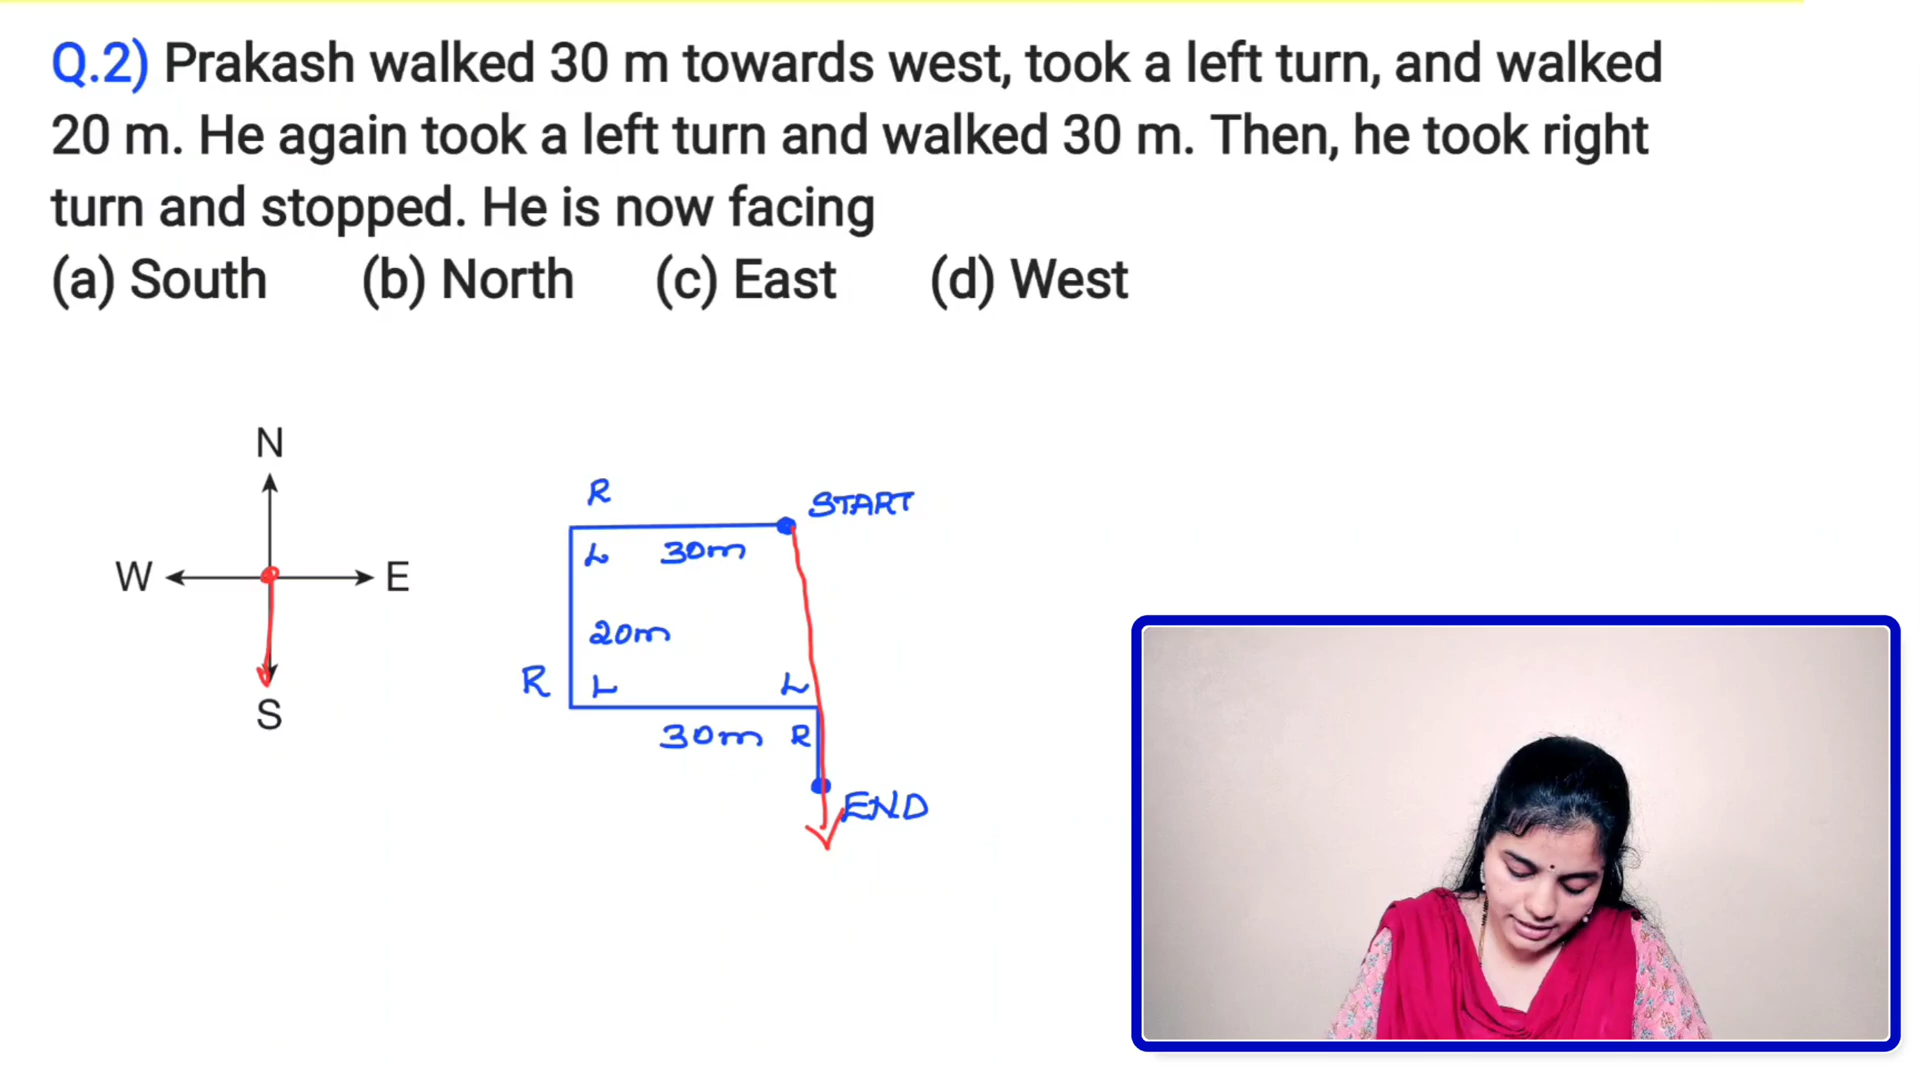 Q.2) Prakash walked 30 m towards west, took a left turn, and walked
20 m. He again took a left turn and walked 30 m. Then, he took right
turn and stopped. He is now facing
(a) South (b) North (c) East (d) West
N
W E
S
R
START
L 30m
20m
R L L
30m R
END